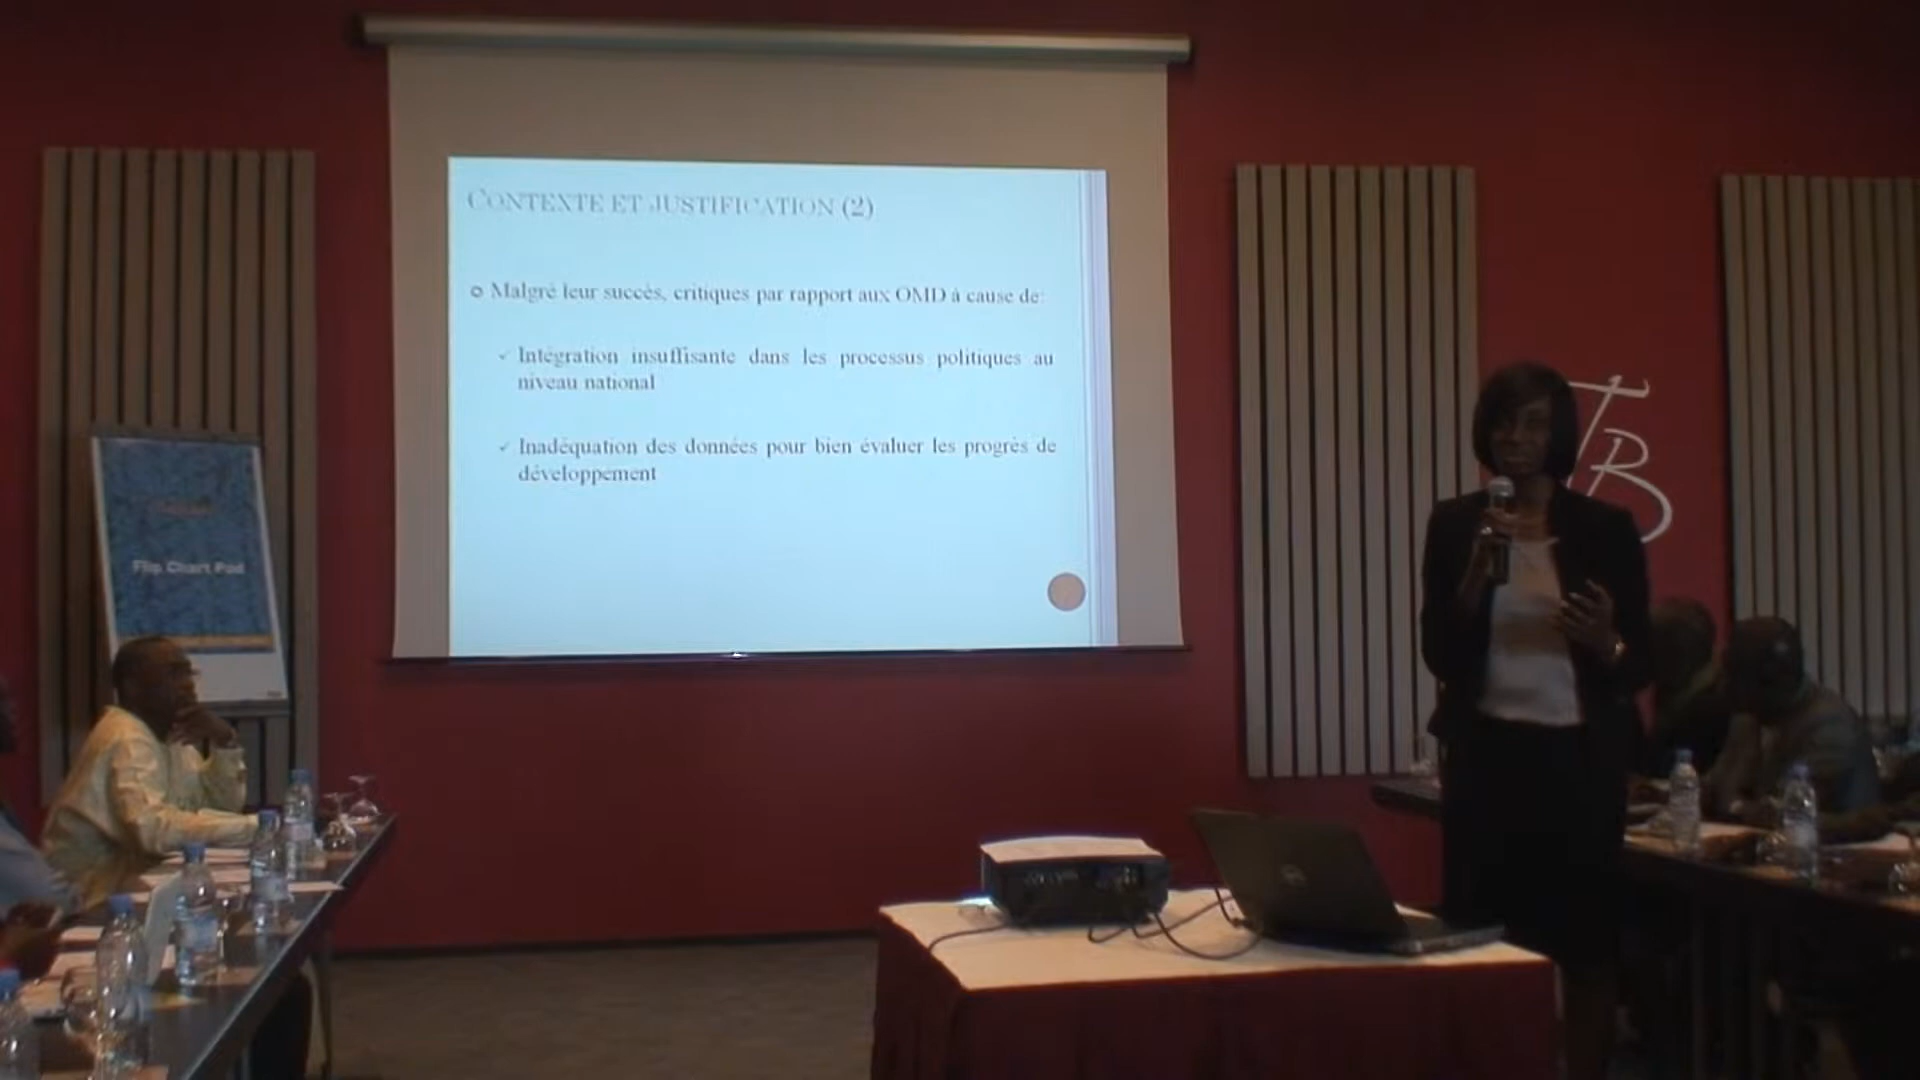 CONTEXTE ET JUSTIFICATION (2)
Malgré leur succès, critiques par rapport aux OMD à cause de:
Intégration insuffisante dans les processus politiques au
niveau national
Inadéquation des données pour bien évaluer les progrès de
développement
Flip Chart Pad
TB